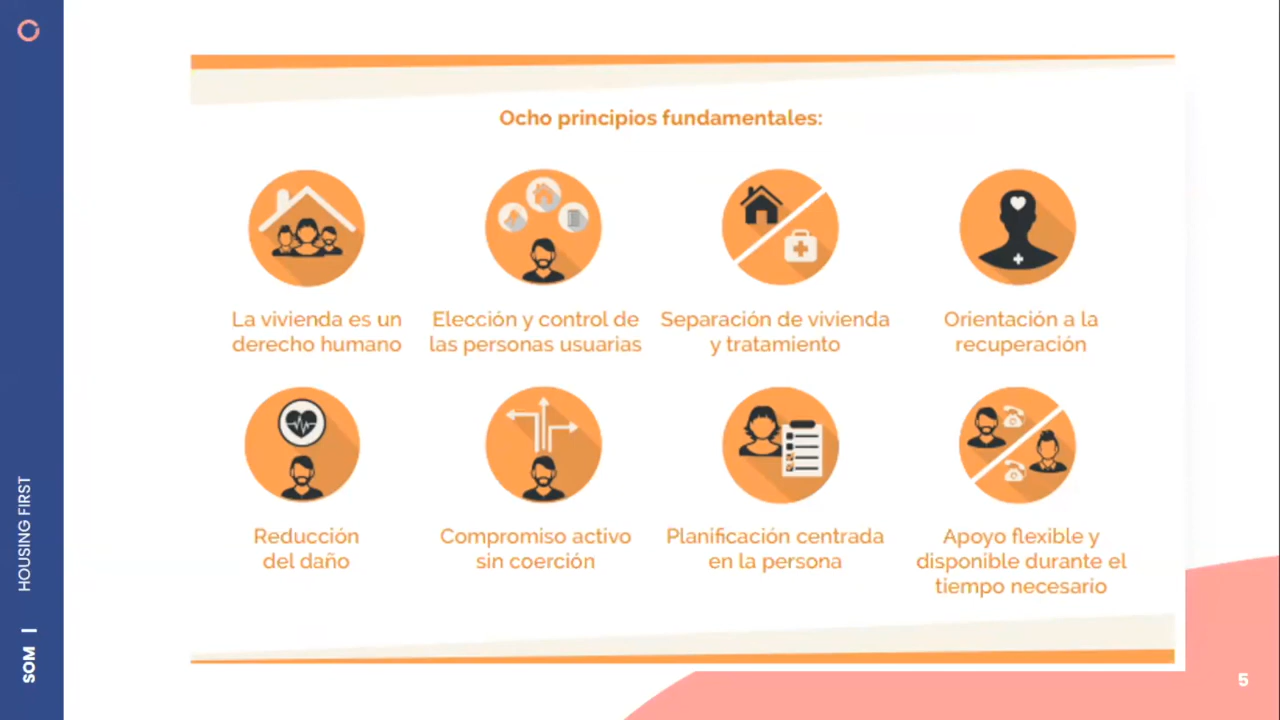 Ocho principios fundamentales:
La vivienda es un
derecho humano
Elección y control de
las personas usuarias
Separación de vivienda
y tratamiento
Orientación a la
recuperación
Reducción
del daño
Compromiso activo
sin coerción
Planificación centrada
en la persona
Apoyo flexible y
disponible durante el
tiempo necesario
SOM | HOUSING FIRST
5